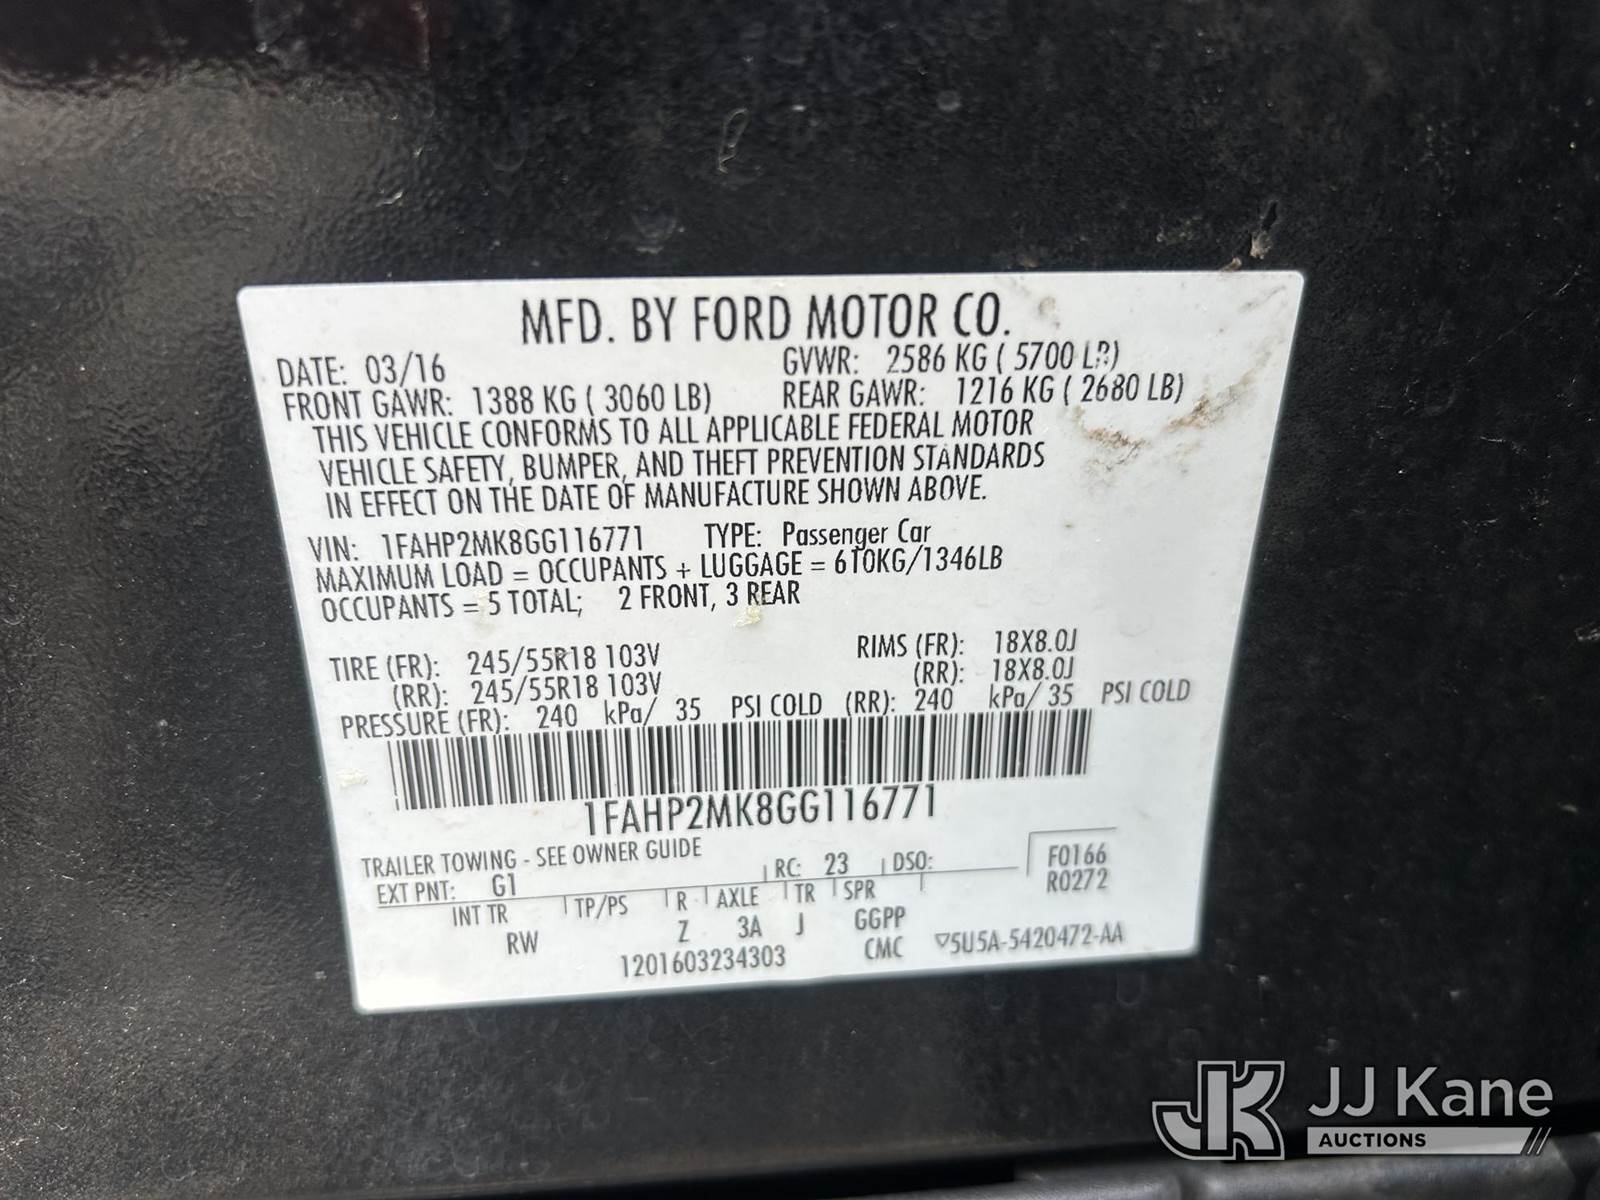 MFD. BY FORD MOTOR CO.
DATE: 03/16 GVWR: 2586 KG ( 5700 LB)
FRONT GAWR: 1388 KG ( 3060 LB) REAR GAWR: 1216 KG ( 2680 LB)
THIS VEHICLE CONFORMS TO ALL APPLICABLE FEDERAL MOTOR
VEHICLE SAFETY, BUMPER, AND THEFT PREVENTION STANDARDS
IN EFFECT ON THE DATE OF MANUFACTURE SHOWN ABOVE.
VIN: 1FAHP2MK8GG116771 TYPE: Passenger Car
MAXIMUM LOAD = OCCUPANTS + LUGGAGE = 610KG/1346LB
OCCUPANTS = 5 TOTAL; 2 FRONT, 3 REAR
TIRE (FR): 245/55R18 103V RIMS (FR): 18X8.0J
(RR): 245/55R18 103V (RR): 18X8.0J
PRESSURE (FR): 240 kPa/ 35 PSI COLD (RR): 240 kPa/ 35 PSI COLD
1FAHP2MK8GG116771
TRAILER TOWING - SEE OWNER GUIDE
EXT PNT: G1 RC: 23 DSO: F0166
R0272
INT TR TP/PS R AXLE TR SPR
RW Z 3A J GGPP
1201603234303 CMC ▽5U5A-5420472-AA
JK JJ Kane
AUCTIONS